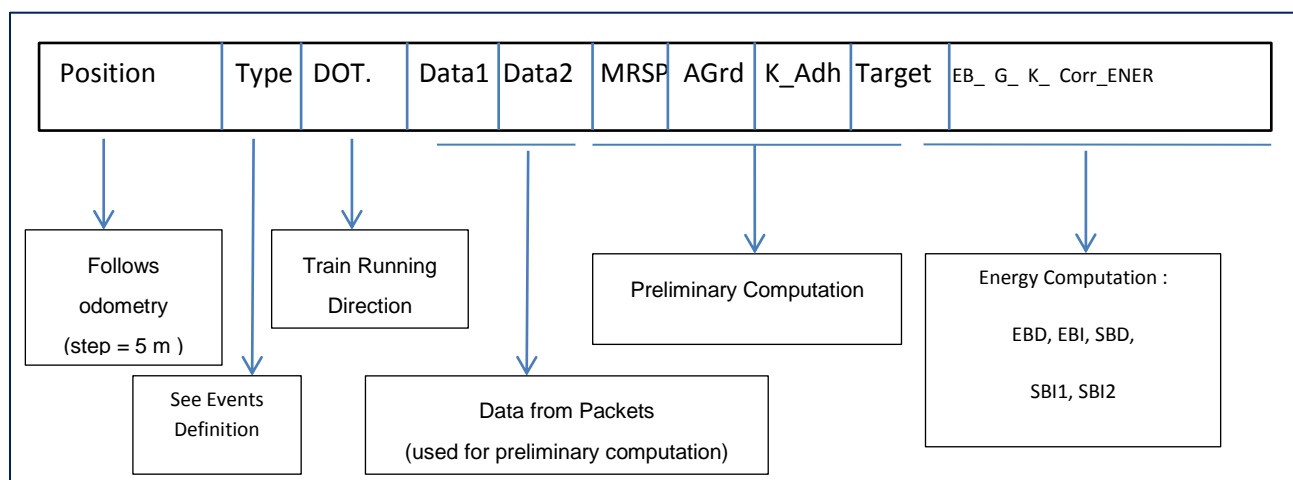 Position Type DOT. Data1 Data2 MRSP AGrd K_Adh Target EB_ G_ K_ Corr_ENER
Follows
odometry
(step = 5 m )
See Events
Definition
Train Running
Direction
Data from Packets
(used for preliminary computation)
Preliminary Computation
Energy Computation :
EBD, EBI, SBD,
SBI1, SBI2